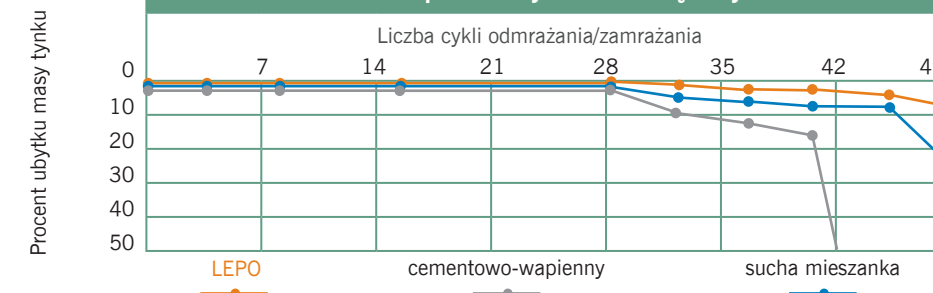 Liczba cykli odmrażania/zamrażania
7 14 21 28 35 42
Procent ubytku masy tynku
0
10
20
30
40
50
LEPO cementowo-wapienny sucha mieszanka